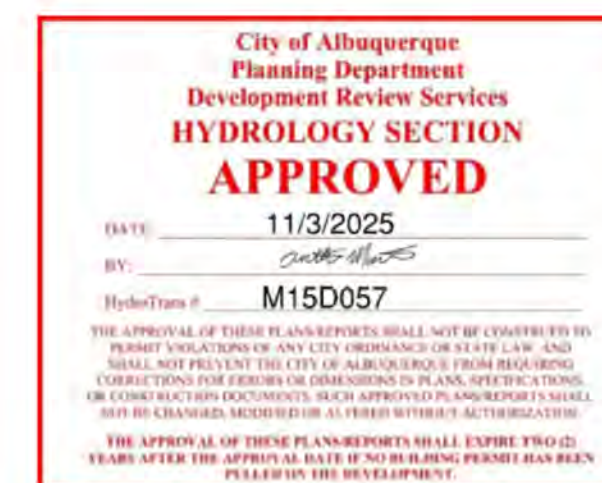 City of Albuquerque
Planning Department
Development Review Services
HYDROLOGY SECTION
APPROVED
DATE: 11/3/2025
BY:
HydroTrans # M15D057
THE APPROVAL OF THESE PLANS/REPORTS SHALL NOT BE CONSTRUED TO
PERMIT VIOLATIONS OF ANY CITY ORDINANCE OR STATE LAW, AND
SHALL NOT PREVENT THE CITY OF ALBUQUERQUE FROM REQUIRING
CORRECTIONS FOR ERRORS OR DIMENSIONS IN PLANS, SPECIFICATIONS,
OR CONSTRUCTION DOCUMENTS. SUCH APPROVED PLANS/REPORTS SHALL
NOT BE CHANGED, MODIFIED OR ALTERED WITHOUT AUTHORIZATION.
THE APPROVAL OF THESE PLANS/REPORTS SHALL EXPIRE TWO (2)
YEARS AFTER THE APPROVAL DATE IF NO BUILDING PERMIT HAS BEEN
PULLED ON THE DEVELOPMENT.